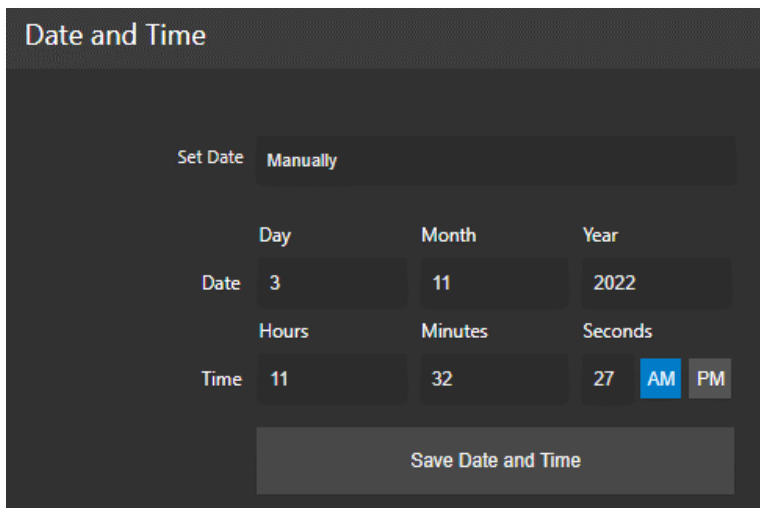 Date and Time
Set Date Manually
Day Month Year
Date 3 11 2022
Hours Minutes Seconds
Time 11 32 27 AM PM
Save Date and Time